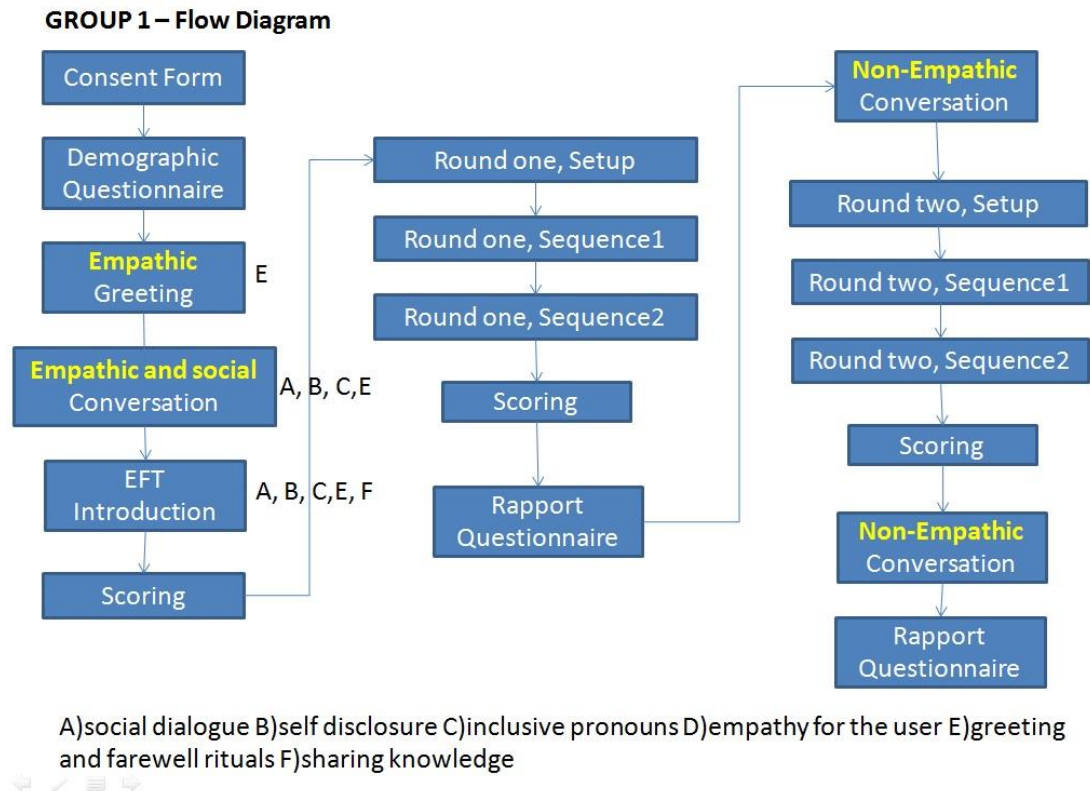 GROUP 1 – Flow Diagram
Consent Form
Demographic
Questionnaire
Empathic
Greeting
E
Empathic and social
Conversation
A, B, C,E
EFT
Introduction
A, B, C,E, F
Scoring
Round one, Setup
Round one, Sequence1
Round one, Sequence2
Scoring
Rapport
Questionnaire
Non-Empathic
Conversation
Round two, Setup
Round two, Sequence1
Round two, Sequence2
Scoring
Non-Empathic
Conversation
Rapport
Questionnaire
A)social dialogue B)self disclosure C)inclusive pronouns D)empathy for the user E)greeting
and farewell rituals F)sharing knowledge